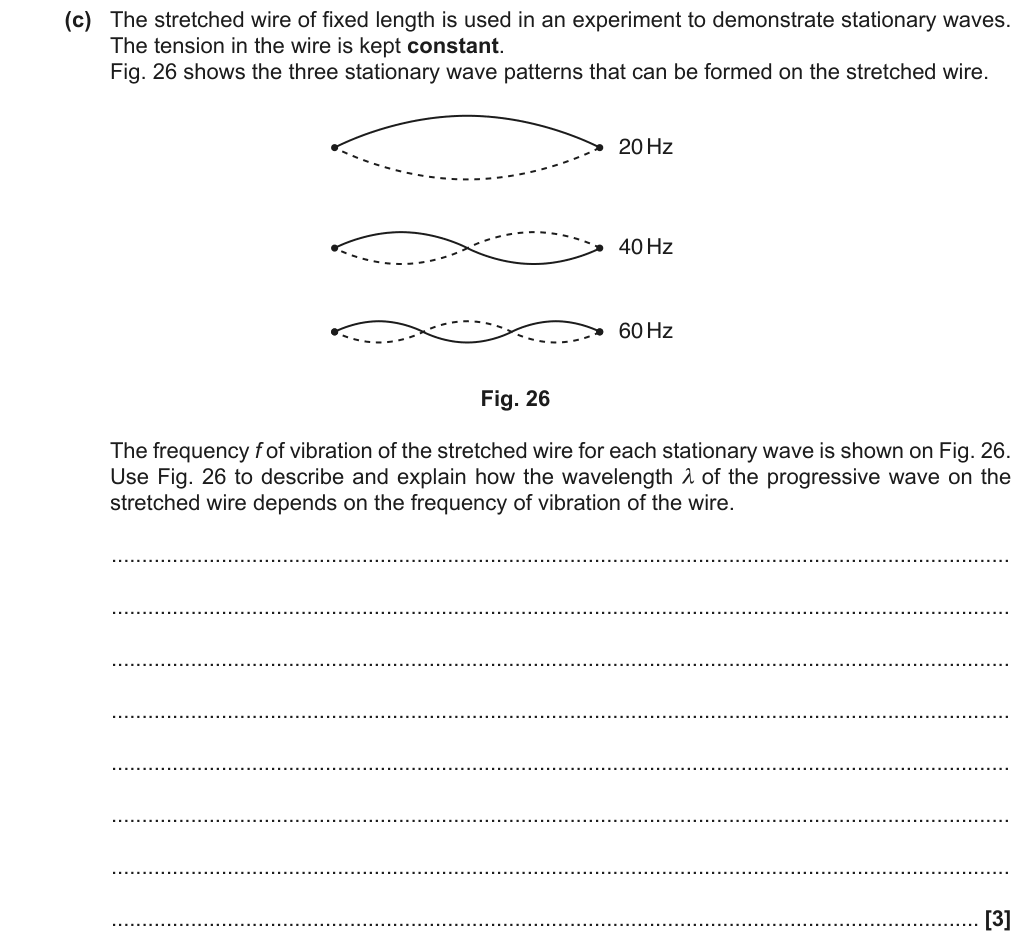 (c) The stretched wire of fixed length is used in an experiment to demonstrate stationary waves.
The tension in the wire is kept constant.
Fig. 26 shows the three stationary wave patterns that can be formed on the stretched wire.
20 Hz
40 Hz
60 Hz
Fig. 26
The frequency f of vibration of the stretched wire for each stationary wave is shown on Fig. 26.
Use Fig. 26 to describe and explain how the wavelength λ of the progressive wave on the
stretched wire depends on the frequency of vibration of the wire.
[3]